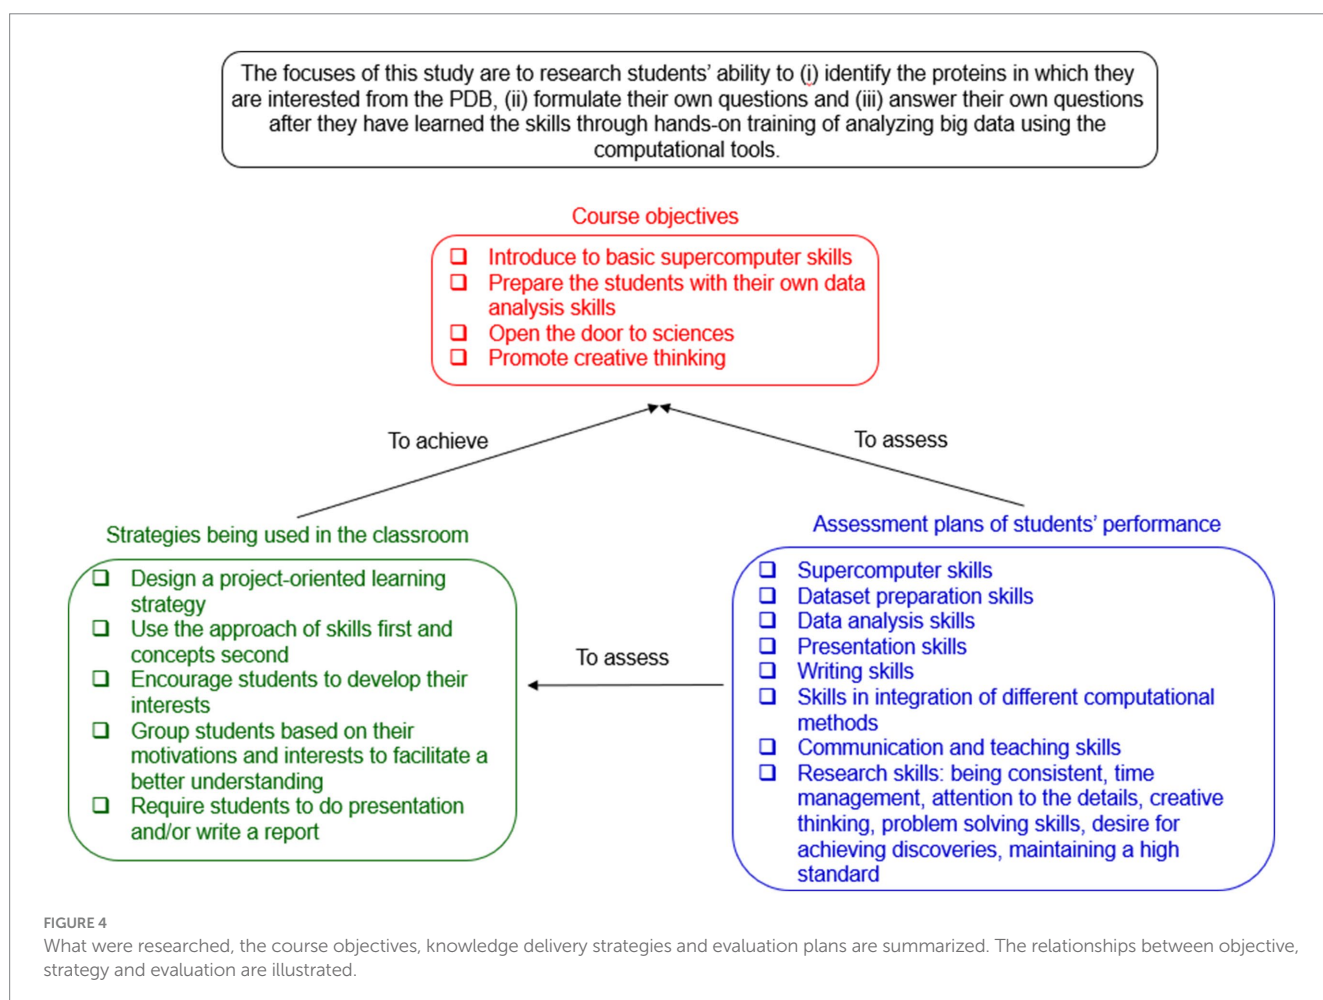 The focuses of this study are to research students' ability to (i) identify the proteins in which they
are interested from the PDB, (ii) formulate their own questions and (iii) answer their own questions
after they have learned the skills through hands-on training of analyzing big data using the
computational tools.
Course objectives
❑ Introduce to basic supercomputer skills
❑ Prepare the students with their own data
analysis skills
❑ Open the door to sciences
❑ Promote creative thinking
To achieve
To assess
Strategies being used in the classroom
❑ Design a project-oriented learning
strategy
❑ Use the approach of skills first and
concepts second
❑ Encourage students to develop their
interests
❑ Group students based on their
motivations and interests to facilitate a
better understanding
❑ Require students to do presentation
and/or write a report
To assess
Assessment plans of students' performance
❑ Supercomputer skills
❑ Dataset preparation skills
❑ Data analysis skills
❑ Presentation skills
❑ Writing skills
❑ Skills in integration of different computational
methods
❑ Communication and teaching skills
❑ Research skills: being consistent, time
management, attention to the details, creative
thinking, problem solving skills, desire for
achieving discoveries, maintaining a high
standard
FIGURE 4
What were researched, the course objectives, knowledge delivery strategies and evaluation plans are summarized. The relationships between objective,
strategy and evaluation are illustrated.